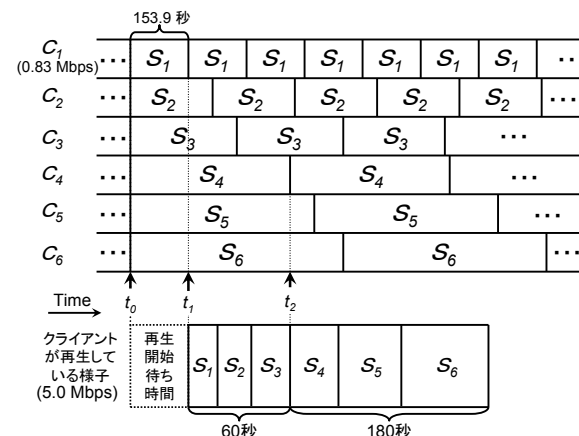 153.9 秒
C1 ··· S1 S1 S1 S1 S1 S1 S1 ··
(0.83 Mbps)
C2 ··· S2 S2 S2 S2 S2 ···
C3 ··· S3 S3 S3 ···
C4 ··· S4 S4 ···
C5 ··· S5 S5 ···
C6 ··· S6 S6 ···
Time t0 t1 t2
クライアント
が再生して
いる様子
(5.0 Mbps)
再生
開始
待ち
時間
S1 S2 S3 S4 S5 S6
60秒 180秒